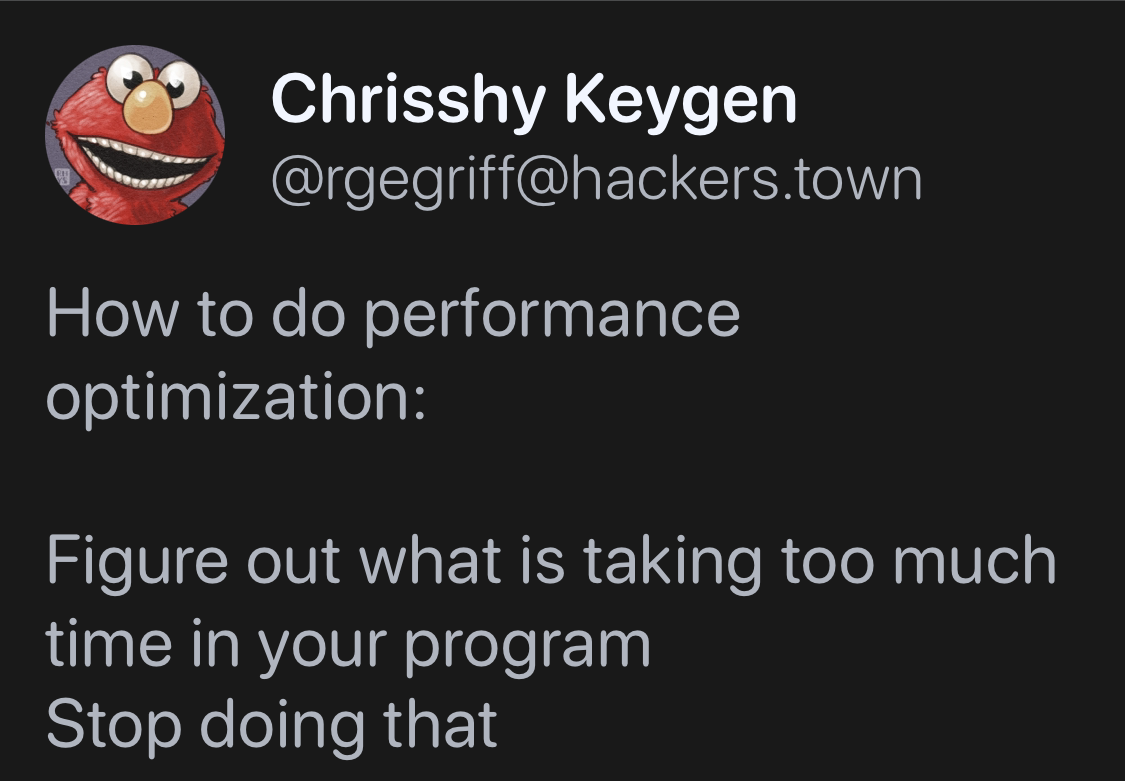 Chrisshy Keygen
@rgegriff@hackers.town
How to do performance
optimization:
Figure out what is taking too much
time in your program
Stop doing that